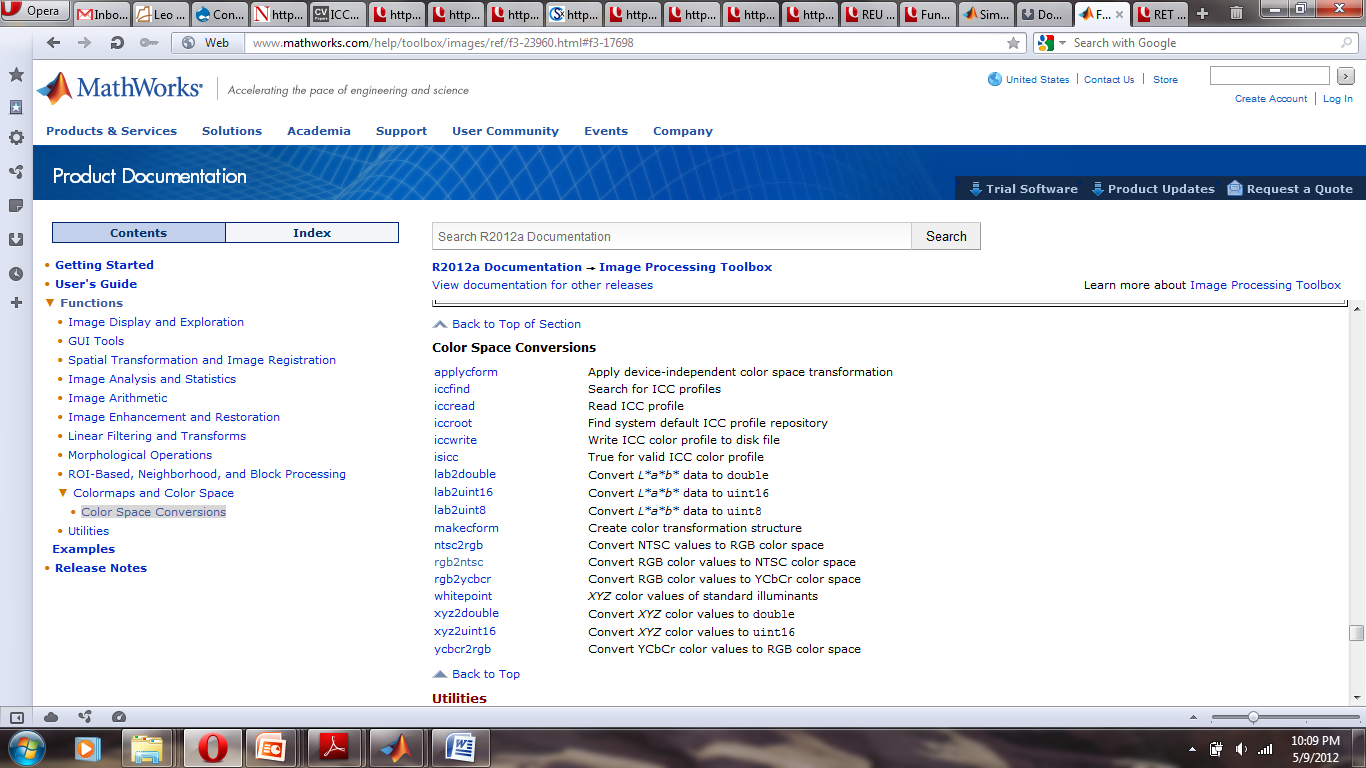 Opera
Inbo...
Leo ...
Con...
http...
ICC...
http...
http...
http...
http...
http...
http...
http...
http...
REU ...
Fun...
Sim...
Do...
F...
RET ...
Web
www.mathworks.com/help/toolbox/images/ref/f3-23960.html#f3-17698
Search with Google
MathWorks
Accelerating the pace of engineering and science
United States
Contact Us
Store
Create Account
Log In
Products & Services
Solutions
Academia
Support
User Community
Events
Company
Product Documentation
Trial Software
Product Updates
Request a Quote
Contents
Index
Getting Started
User's Guide
Functions
Image Display and Exploration
GUI Tools
Spatial Transformation and Image Registration
Image Analysis and Statistics
Image Arithmetic
Image Enhancement and Restoration
Linear Filtering and Transforms
Morphological Operations
ROI-Based, Neighborhood, and Block Processing
Colormaps and Color Space
Color Space Conversions
Utilities
Examples
Release Notes
Search R2012a Documentation
Search
R2012a Documentation → Image Processing Toolbox
View documentation for other releases
Learn more about Image Processing Toolbox
Back to Top of Section
Color Space Conversions
applycform Apply device-independent color space transformation
iccfind Search for ICC profiles
iccread Read ICC profile
iccroot Find system default ICC profile repository
iccwrite Write ICC color profile to disk file
isicc True for valid ICC color profile
lab2double Convert L*a*b* data to double
lab2uint16 Convert L*a*b* data to uint16
lab2uint8 Convert L*a*b* data to uint8
makecform Create color transformation structure
ntsc2rgb Convert NTSC values to RGB color space
rgb2ntsc Convert RGB color values to NTSC color space
rgb2ycbcr Convert RGB color values to YCbCr color space
whitepoint XYZ color values of standard illuminants
xyz2double Convert XYZ color values to double
xyz2uint16 Convert XYZ color values to uint16
ycbcr2rgb Convert YCbCr color values to RGB color space
Back to Top
Utilities
10:09 PM
5/9/2012